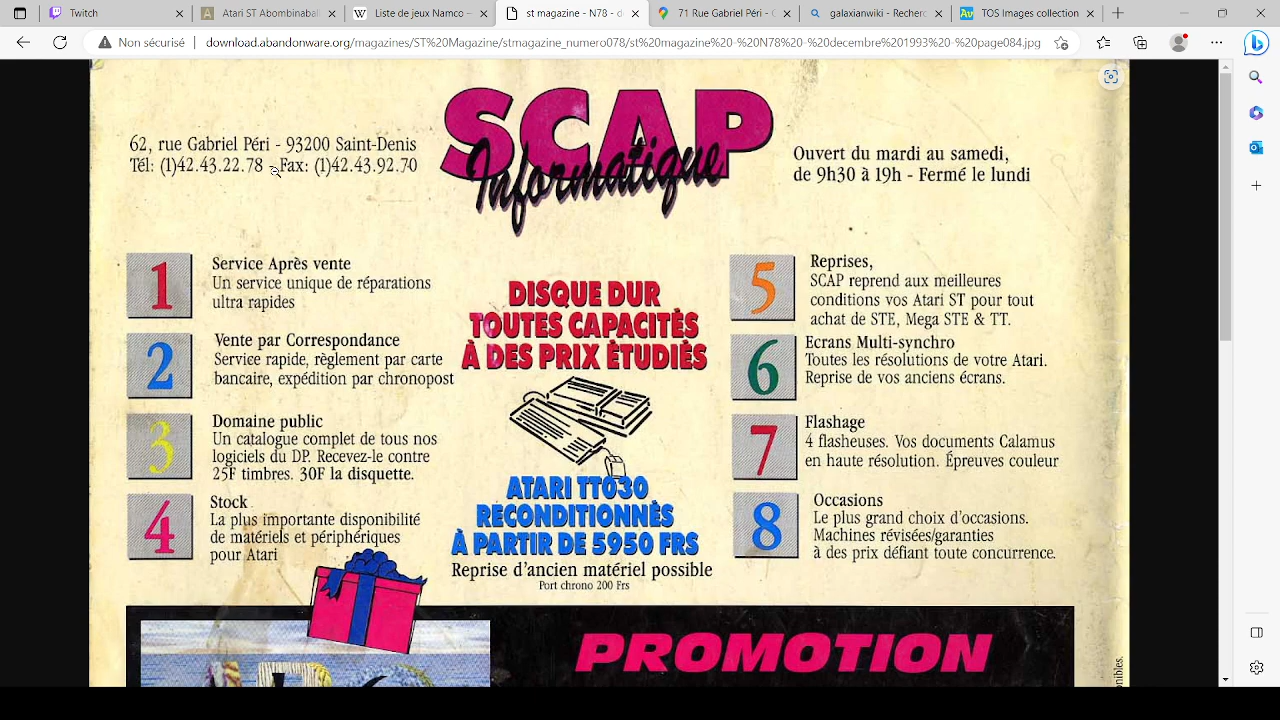 Twitch
Atari ST Abominaball
Liste de jeux Namco –
st magazine - N78 - d
71 Rue Gabriel Péri - G
galaxianwiki - Recherc
TOS Images collection
Non sécurisé
download.abandonware.org/magazines/ST%20Magazine/stmagazine_numero078/st%20magazine%20-%20N78%20-%20decembre%201993%20-%20page084.jpg
62, rue Gabriel Péri - 93200 Saint-Denis
Tél: (1)42.43.22.78 - Fax: (1)42.43.92.70
SCAP
Informatique
Ouvert du mardi au samedi,
de 9h30 à 19h - Fermé le lundi
1
Service Après vente
Un service unique de réparations
ultra rapides
2
Vente par Correspondance
Service rapide, règlement par carte
bancaire, expédition par chronopost
3
Domaine public
Un catalogue complet de tous nos
logiciels du DP. Recevez-le contre
25F timbres. 30F la disquette.
4
Stock
La plus importante disponibilité
de matériels et périphériques
pour Atari
DISQUE DUR
TOUTES CAPACITÉS
À DES PRIX ÉTUDIÉS
ATARI TT030
RECONDITIONNÉS
À PARTIR DE 5950 FRS
Reprise d'ancien matériel possible
Port chrono 200 Frs
5
Reprises,
SCAP reprend aux meilleures
conditions vos Atari ST pour tout
achat de STE, Mega STE & TT.
6
Ecrans Multi-synchro
Toutes les résolutions de votre Atari.
Reprise de vos anciens écrans.
7
Flashage
4 flasheuses. Vos documents Calamus
en haute résolution. Épreuves couleur
8
Occasions
Le plus grand choix d'occasions.
Machines révisées/garanties
à des prix défiant toute concurrence.
PROMOTION